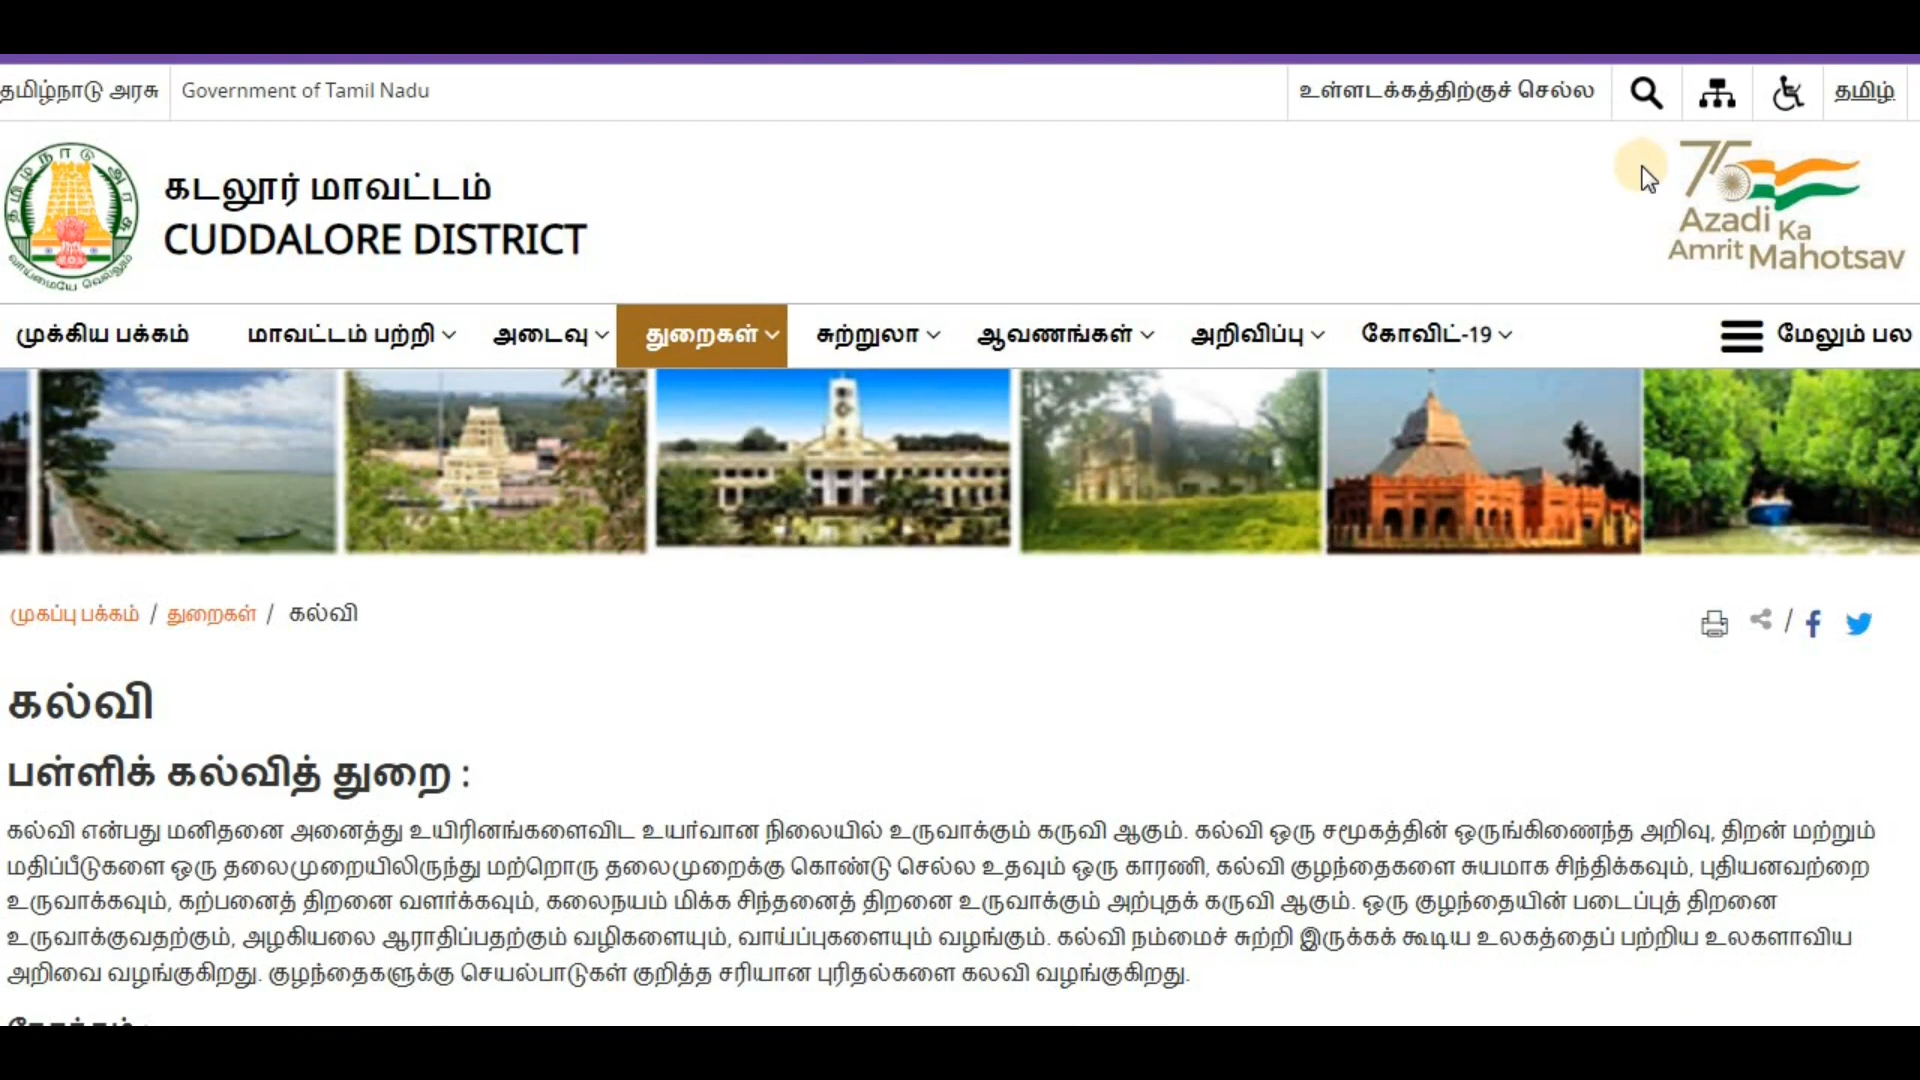 தமிழ்நாடு அரசு Government of Tamil Nadu உள்ளடக்கத்திற்குச் செல்ல தமிழ்
கடலூர் மாவட்டம்
CUDDALORE DISTRICT
75
Azadi Ka
Amrit Mahotsav
முக்கிய பக்கம் மாவட்டம் பற்றி அடைவு துறைகள் சுற்றுலா ஆவணங்கள் அறிவிப்பு கோவிட்-19 மேலும் பல
முகப்பு பக்கம் / துறைகள் / கல்வி
கல்வி
பள்ளிக் கல்வித் துறை :
கல்வி என்பது மனிதனை அனைத்து உயிரினங்களைவிட உயர்வான நிலையில் உருவாக்கும் கருவி ஆகும். கல்வி ஒரு சமூகத்தின் ஒருங்கிணைந்த அறிவு, திறன் மற்றும்
மதிப்பீடுகளை ஒரு தலைமுறையிலிருந்து மற்றொரு தலைமுறைக்கு கொண்டு செல்ல உதவும் ஒரு காரணி, கல்வி குழந்தைகளை சுயமாக சிந்திக்கவும், புதியனவற்றை
உருவாக்கவும், கற்பனைத் திறனை வளர்க்கவும், கலைநயம் மிக்க சிந்தனைத் திறனை உருவாக்கும் அற்புதக் கருவி ஆகும். ஒரு குழந்தையின் படைப்புத் திறனை
உருவாக்குவதற்கும், அழகியலை ஆராதிப்பதற்கும் வழிகளையும், வாய்ப்புகளையும் வழங்கும். கல்வி நம்மைச் சுற்றி இருக்கக் கூடிய உலகத்தைப் பற்றிய உலகளாவிய
அறிவை வழங்குகிறது. குழந்தைகளுக்கு செயல்பாடுகள் குறித்த சரியான புரிதல்களை கலவி வழங்குகிறது.